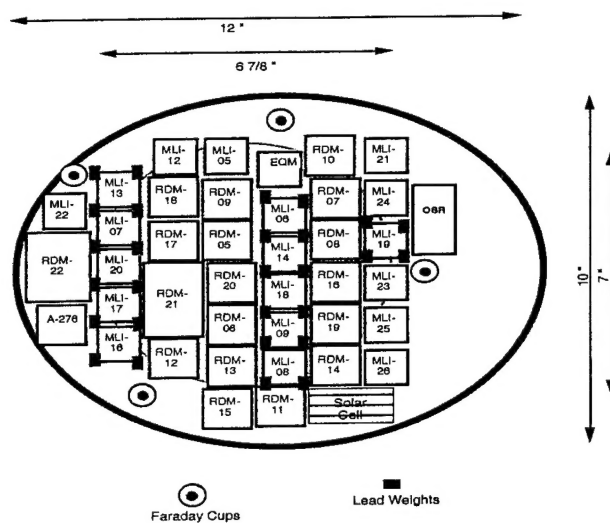 12 "
6 7/8 "
MLI-
12
MLI-
05
EQM
RDM-
10
MLI-
21
MLI-
13
RDM-
18
RDM-
09
RDM-
07
MLI-
24
OSR
MLI-
22
MLI-
07
MLI-
06
RDM-
17
RDM-
05
MLI-
14
RDM-
08
MLI-
19
RDM-
22
MLI-
20
RDM-
21
RDM-
20
MLI-
18
RDM-
16
MLI-
23
A-276
MLI-
17
RDM-
06
MLI-
09
RDM-
19
MLI-
25
MLI-
16
RDM-
12
RDM-
13
MLI-
08
RDM-
14
MLI-
26
RDM-
15
RDM-
11
Solar
Cell
10"
7"
Faraday Cups
Lead Weights